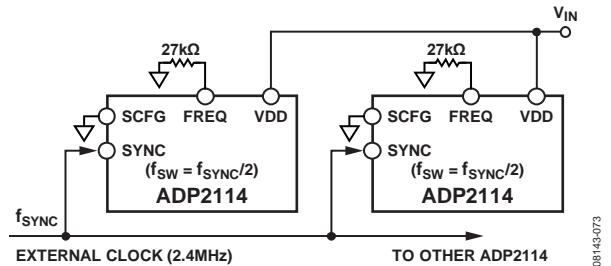 V_IN
27kΩ 27kΩ
SCFG FREQ VDD SCFG FREQ VDD
SYNC SYNC
(f_SW = f_SYNC/2) (f_SW = f_SYNC/2)
ADP2114 ADP2114
f_SYNC
EXTERNAL CLOCK (2.4MHz) TO OTHER ADP2114
08143-073